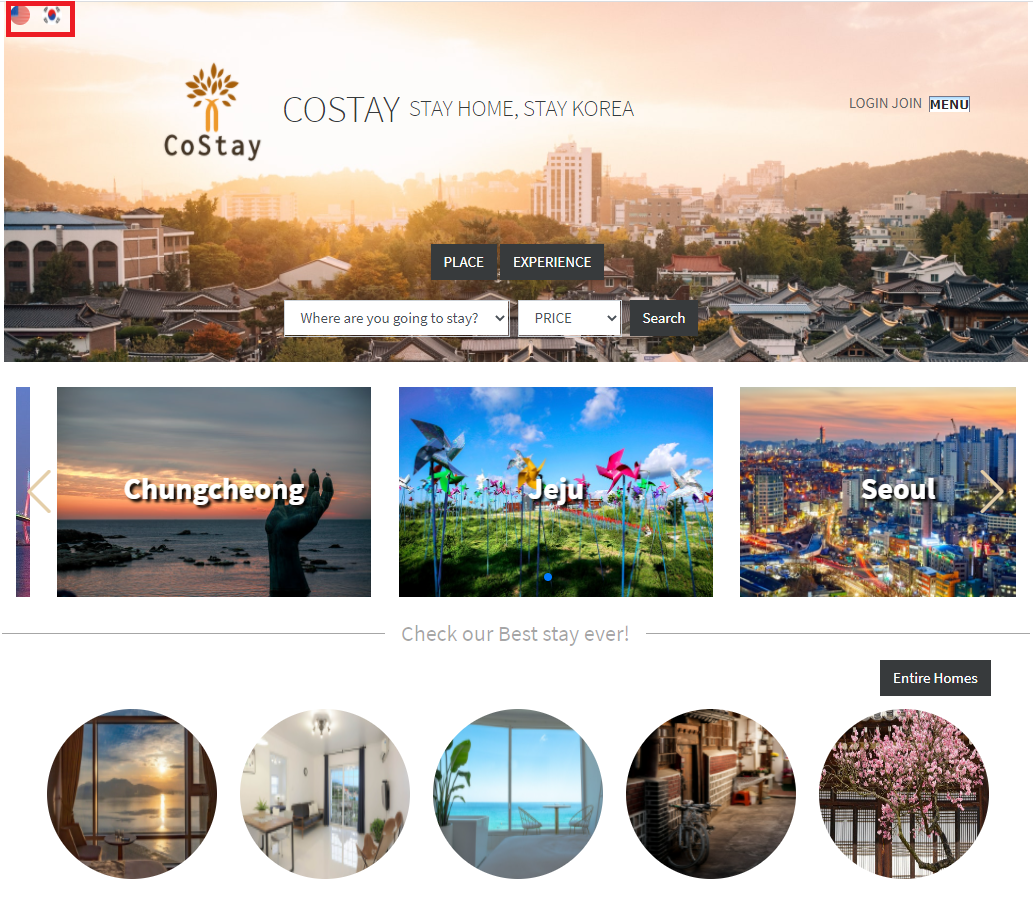 CoStay
COSTAY STAY HOME, STAY KOREA
LOGIN JOIN MENU
PLACE EXPERIENCE
Where are you going to stay? PRICE Search
Chungcheong
Jeju
Seoul
Check our Best stay ever!
Entire Homes